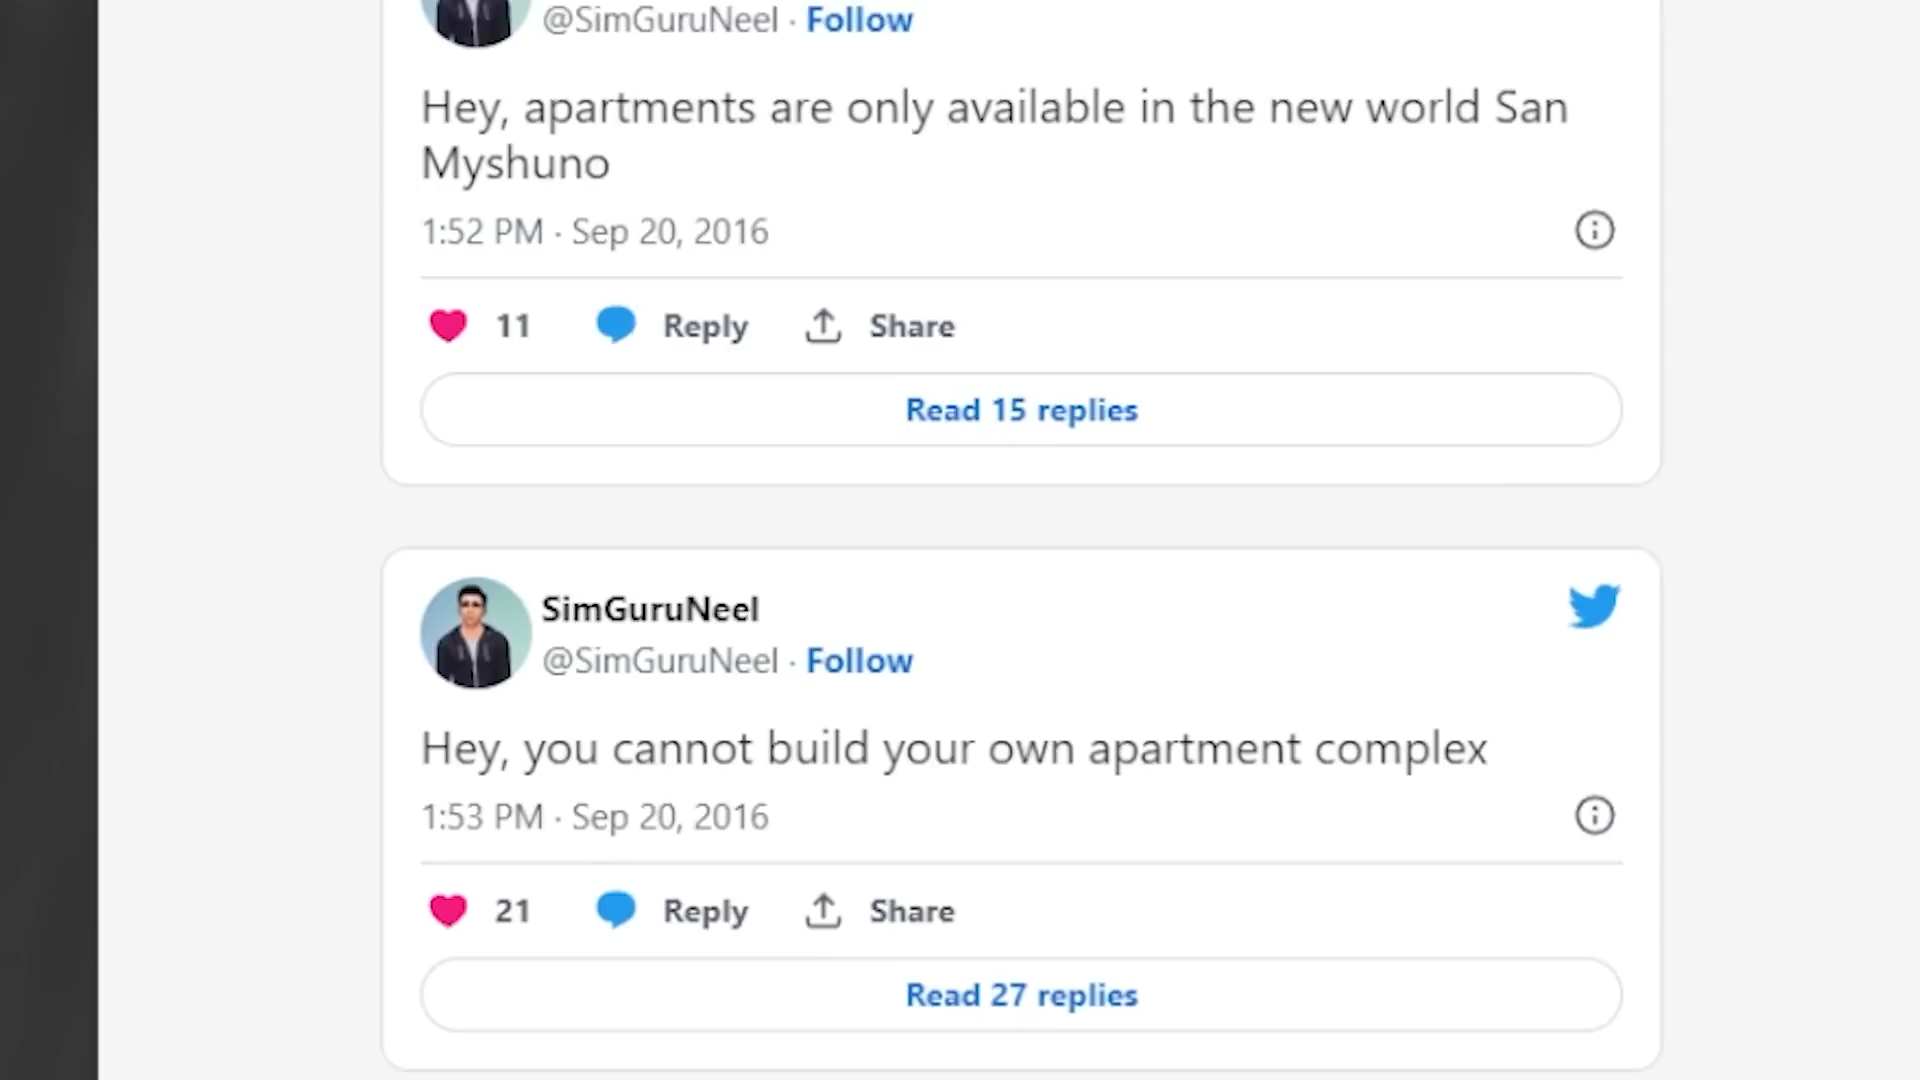 @SimGuruNeel · Follow
Hey, apartments are only available in the new world San
Myshuno
1:52 PM · Sep 20, 2016
11 Reply Share
Read 15 replies
SimGuruNeel
@SimGuruNeel · Follow
Hey, you cannot build your own apartment complex
1:53 PM · Sep 20, 2016
21 Reply Share
Read 27 replies